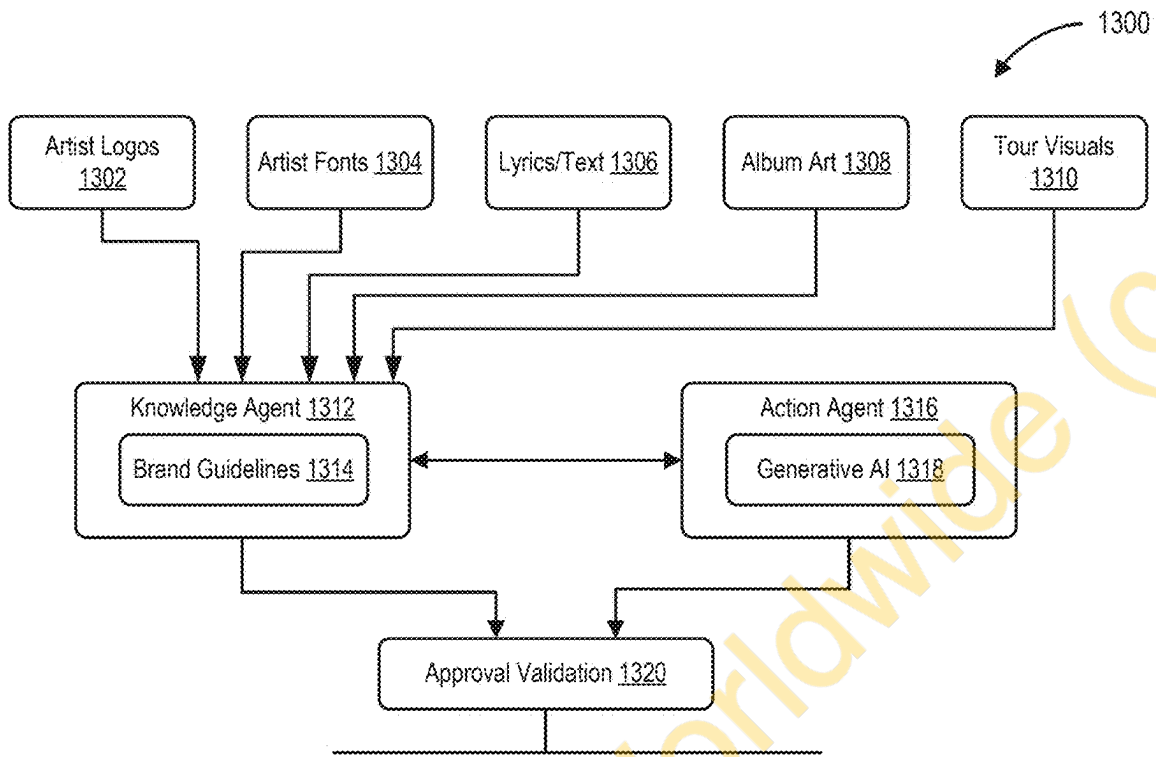 1300
Artist Logos
1302
Artist Fonts 1304
Lyrics/Text 1306
Album Art 1308
Tour Visuals
1310
Knowledge Agent 1312
Brand Guidelines 1314
Action Agent 1316
Generative AI 1318
Approval Validation 1320
orldwide (c